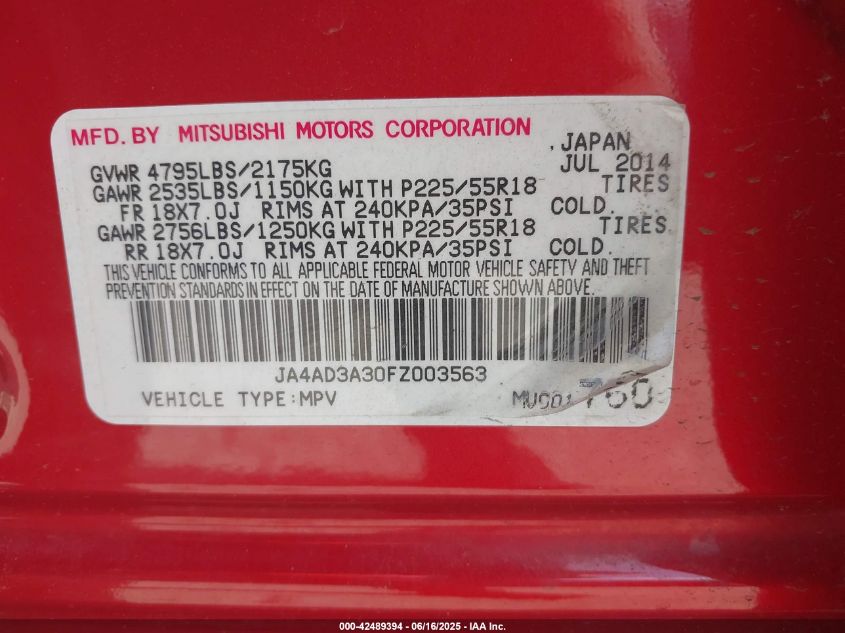 MFD. BY MITSUBISHI MOTORS CORPORATION
, JAPAN
GVWR 4795LBS/2175KG JUL 2014
GAWR 2535LBS/1150KG WITH P225/55R18 TIRES
FR 18X7.0J RIMS AT 240KPA/35PSI COLD.
GAWR 2756LBS/1250KG WITH P225/55R18 TIRES
RR 18X7.0J RIMS AT 240KPA/35PSI COLD.
THIS VEHICLE CONFORMS TO ALL APPLICABLE FEDERAL MOTOR VEHICLE SAFETY AND THEFT
PREVENTION STANDARDS IN EFFECT ON THE DATE OF MANUFACTURE SHOWN ABOVE.
JA4AD3A30FZ003563
VEHICLE TYPE:MPV
000-42489394 - 06/16/2025 - IAA Inc.